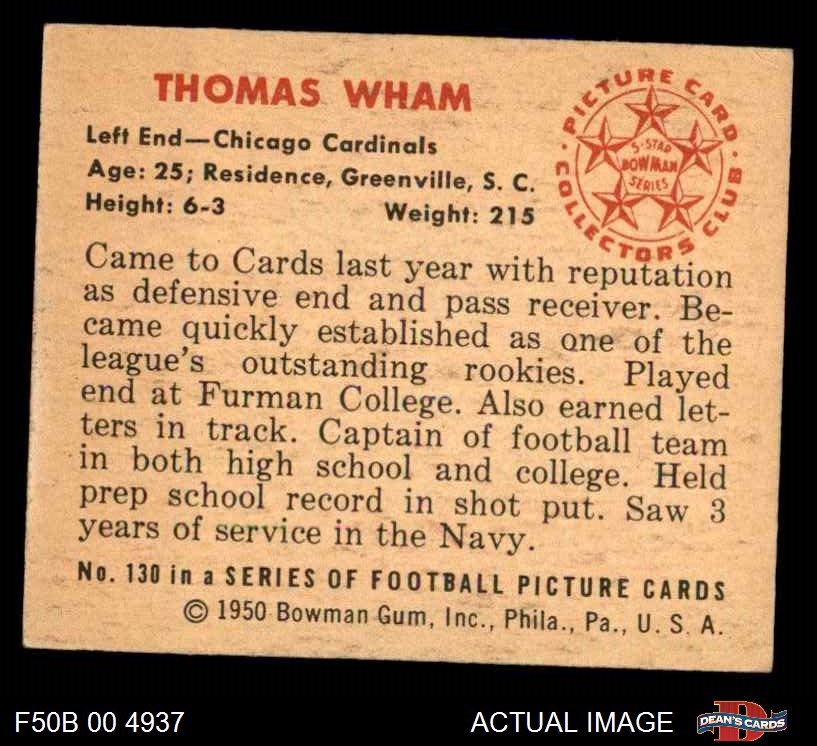 THOMAS WHAM
Left End—Chicago Cardinals
Age: 25; Residence, Greenville, S. C.
Height: 6-3 Weight: 215
PICTURE CARD
COLLECTORS CLUB
5-STAR
BOWMAN
SERIES
Came to Cards last year with reputation
as defensive end and pass receiver. Be-
came quickly established as one of the
league's outstanding rookies. Played
end at Furman College. Also earned let-
ters in track. Captain of football team
in both high school and college. Held
prep school record in shot put. Saw 3
years of service in the Navy.
No. 130 in a SERIES OF FOOTBALL PICTURE CARDS
© 1950 Bowman Gum, Inc., Phila., Pa., U. S. A.
F50B 00 4937
ACTUAL IMAGE
D
DEAN'S CARDS